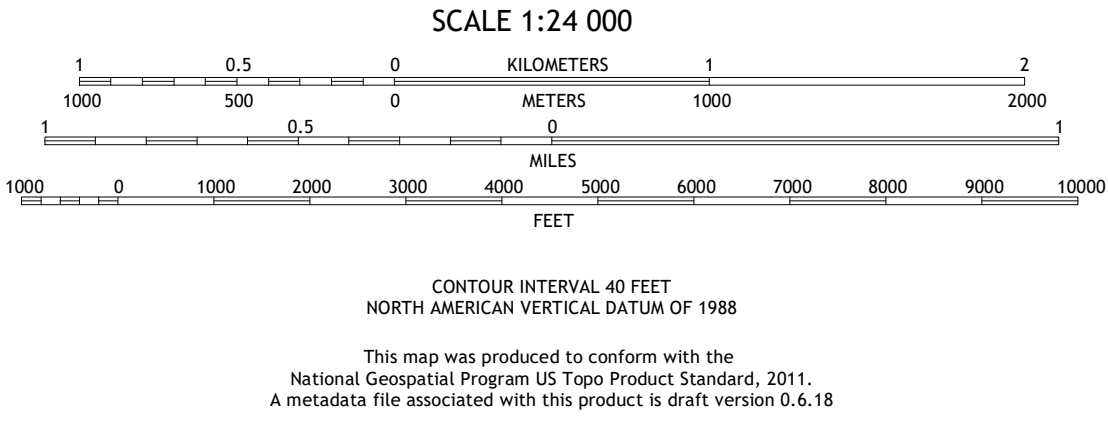 SCALE 1:24 000
1 0.5 0 KILOMETERS 1 2
1000 500 0 METERS 1000 2000
1 0.5 0 1
MILES
1000 0 1000 2000 3000 4000 5000 6000 7000 8000 9000 10000
FEET
CONTOUR INTERVAL 40 FEET
NORTH AMERICAN VERTICAL DATUM OF 1988
This map was produced to conform with the
National Geospatial Program US Topo Product Standard, 2011.
A metadata file associated with this product is draft version 0.6.18